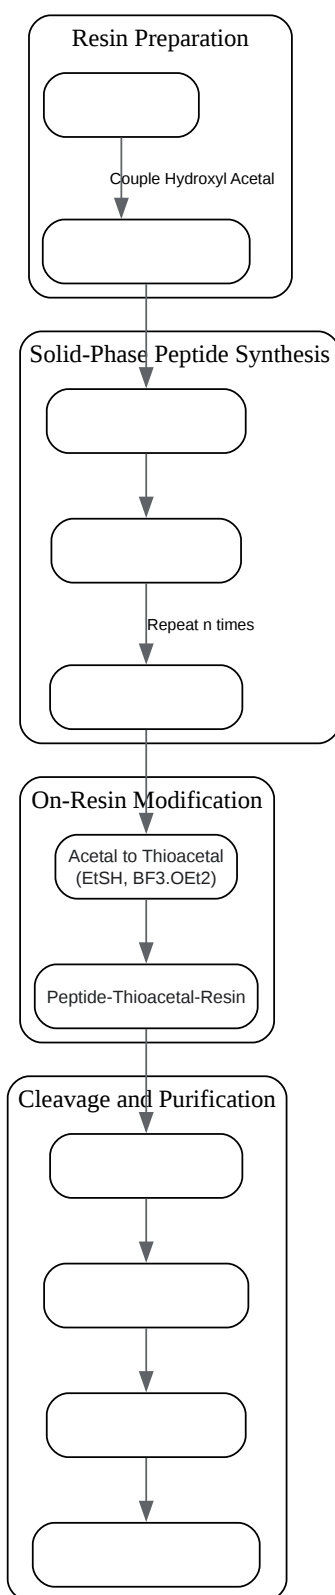 Resin Preparation
Couple Hydroxyl Acetal
Solid-Phase Peptide Synthesis
Repeat n times
On-Resin Modification
Acetal to Thioacetal
(EtSH, BF3.OEt2)
Peptide-Thioacetal-Resin
Cleavage and Purification